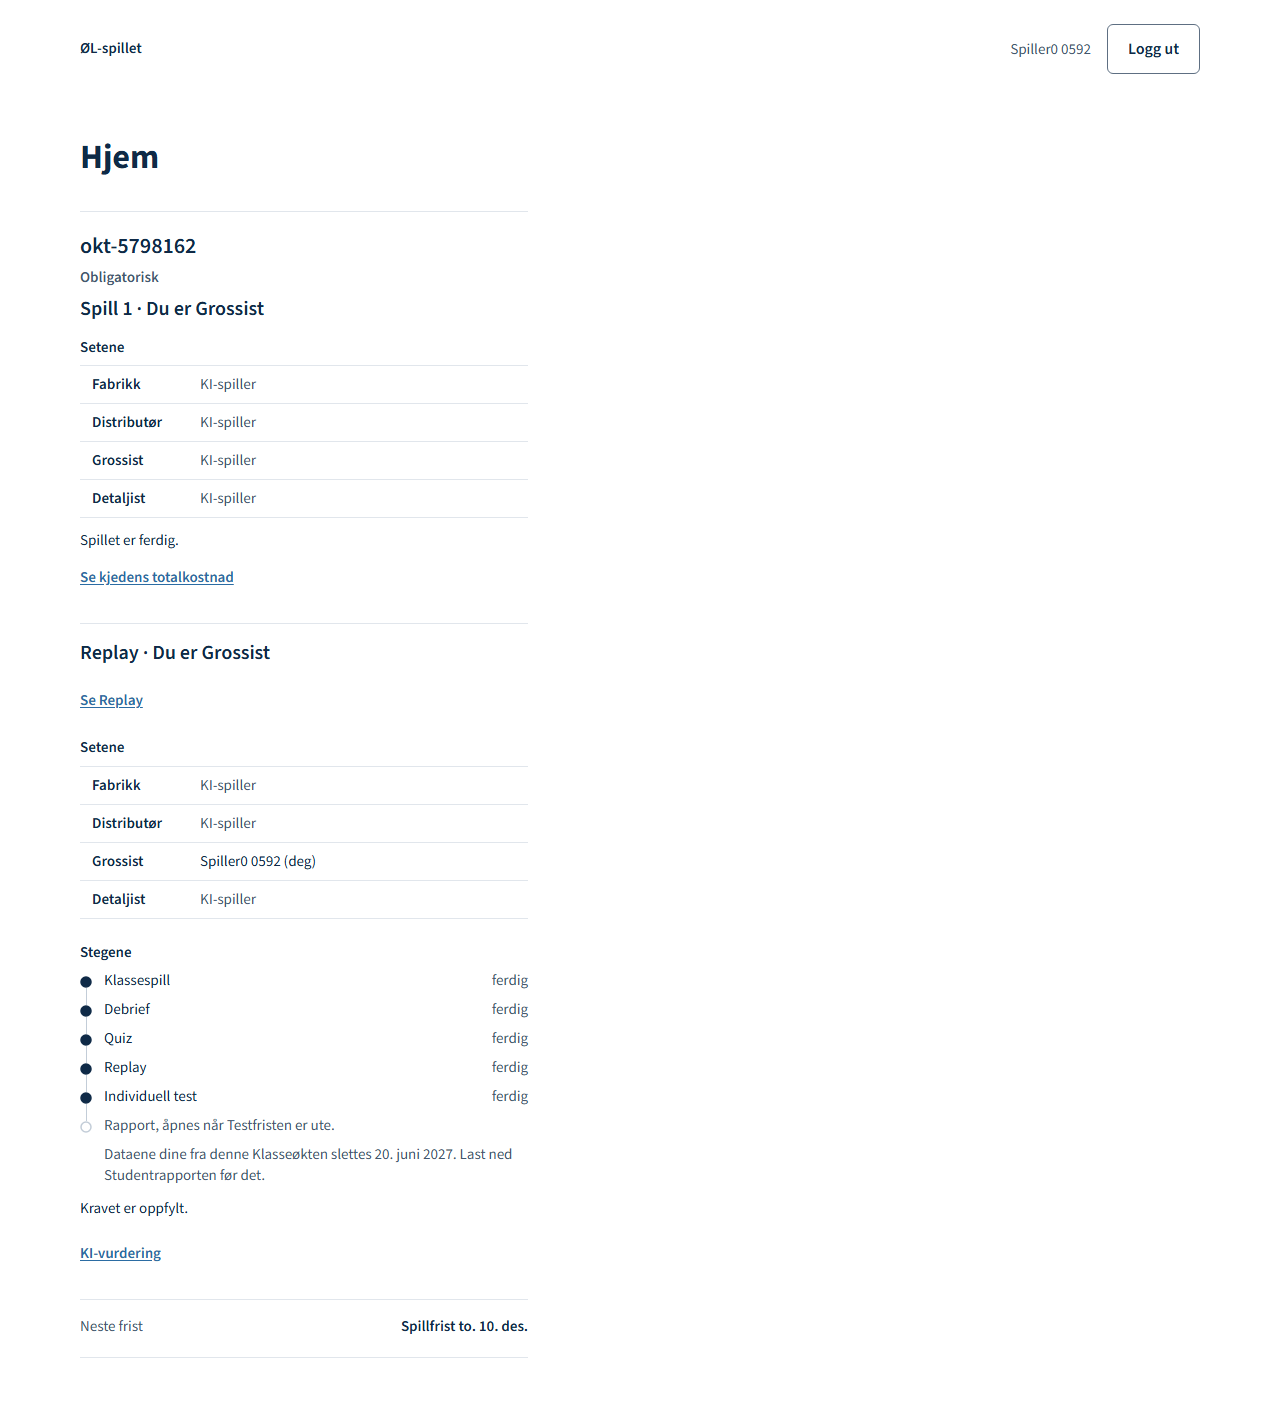 ØL-spillet
Spiller0 0592
Logg ut
Hjem
okt-5798162
Obligatorisk
Spill 1 · Du er Grossist
Setene
Fabrikk KI-spiller
Distributør KI-spiller
Grossist KI-spiller
Detaljist KI-spiller
Spillet er ferdig.
Se kjedens totalkostnad
Replay · Du er Grossist
Se Replay
Setene
Fabrikk KI-spiller
Distributør KI-spiller
Grossist Spiller0 0592 (deg)
Detaljist KI-spiller
Stegene
Klassespill ferdig
Debrief ferdig
Quiz ferdig
Replay ferdig
Individuell test ferdig
Rapport, åpnes når Testfristen er ute.
Dataene dine fra denne Klasseøkten slettes 20. juni 2027. Last ned
Studentrapporten før det.
Kravet er oppfylt.
KI-vurdering
Neste frist Spillfrist to. 10. des.